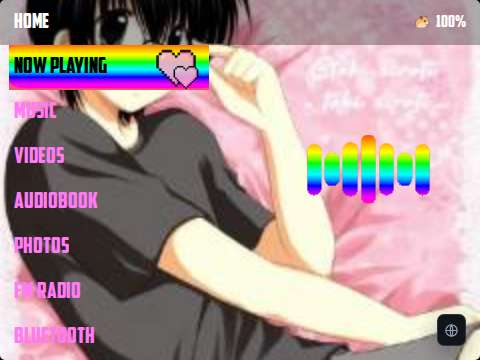 HOME
100%
NOW PLAYING
MUSIC
VIDEOS
AUDIOBOOK
PHOTOS
FM RADIO
BLUETOOTH